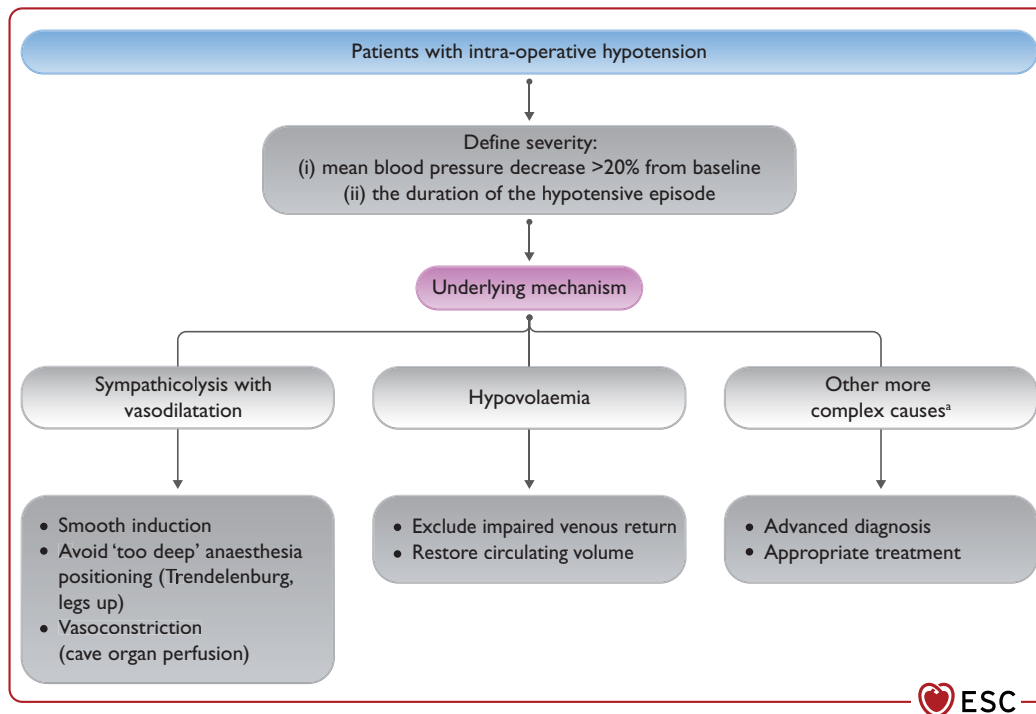 Patients with intra-operative hypotension
Define severity:
(i) mean blood pressure decrease >20% from baseline
(ii) the duration of the hypotensive episode
Underlying mechanism
Sympathicolysis with
vasodilatation
Hypovolaemia
Other more
complex causesᵃ
• Smooth induction
• Avoid ‘too deep’ anaesthesia
positioning (Trendelenburg,
legs up)
• Vasoconstriction
(cave organ perfusion)
• Exclude impaired venous return
• Restore circulating volume
• Advanced diagnosis
• Appropriate treatment
ESC